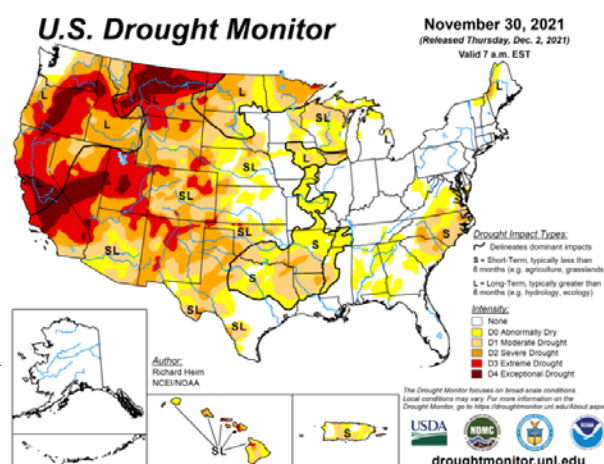 U.S. Drought Monitor
November 30, 2021
(Released Thursday, Dec. 2, 2021)
Valid 7 a.m. EST
L
L
SL
L
SL
L
L
SL
L
SL
SL
SL
SL
S
S
S
SL
SL
Drought Impact Types:
Delineates dominant impacts
S = Short-Term, typically less than
6 months (e.g. agriculture, grasslands
L = Long-Term, typically greater than
6 months (e.g. hydrology, ecology)
Intensity:
None
D0 Abnormally Dry
D1 Moderate Drought
D2 Severe Drought
D3 Extreme Drought
D4 Exceptional Drought
Author:
Richard Heim
NCEI/NOAA
SL
S
The Drought Monitor focuses on broad-scale conditions.
Local conditions may vary. For more information on the
Drought Monitor, go to https://droughtmonitor.unl.edu/About.aspx
USDA
NDMC
NOAA
droughtmonitor.unl.edu